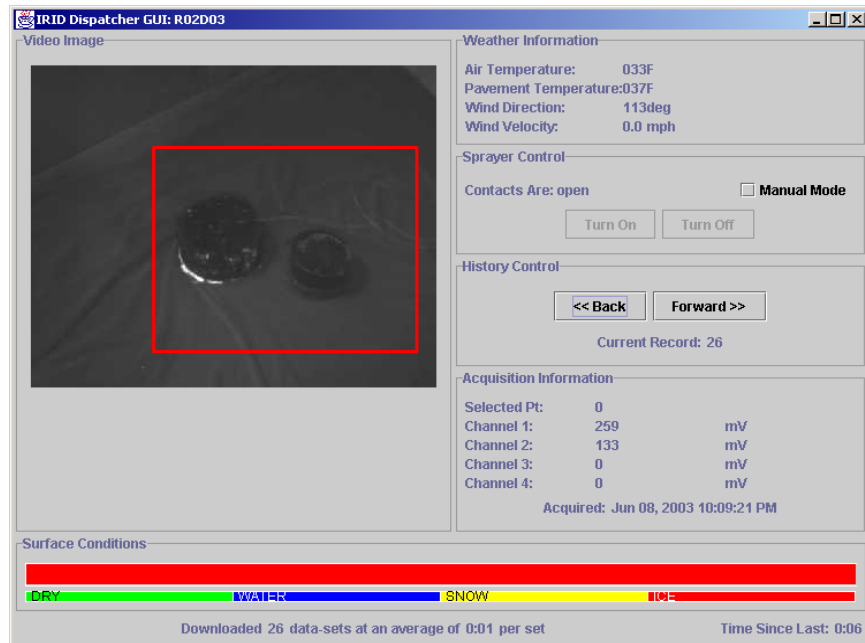 IRID Dispatcher GUI: R02D03
Video Image
Weather Information
Air Temperature: 033F
Pavement Temperature:037F
Wind Direction: 113deg
Wind Velocity: 0.0 mph
Sprayer Control
Contacts Are: open Manual Mode
Turn On Turn Off
History Control
<< Back Forward >>
Current Record: 26
Acquisition Information
Selected Pt: 0
Channel 1: 259 mV
Channel 2: 133 mV
Channel 3: 0 mV
Channel 4: 0 mV
Acquired: Jun 08, 2003 10:09:21 PM
Surface Conditions
DRY WATER SNOW ICE
Downloaded 26 data-sets at an average of 0:01 per set Time Since Last: 0:06